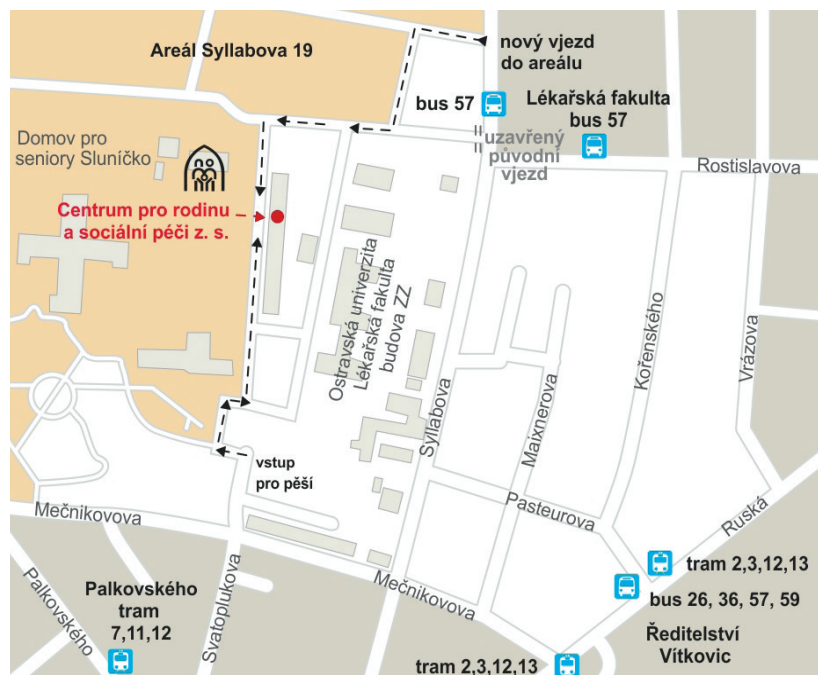 Areál Syllabova 19
nový vjezd
do areálu
bus 57
Lékařská fakulta
bus 57
Domov pro
seniory Sluníčko
uzavřený
původní
vjezd
Rostislavova
Centrum pro rodinu
a sociální péči z. s.
Ostravská univerzita
Lékařská fakulta
budova ZZ
Kořenského
Vrázova
Syllabova
Maixnerova
vstup
pro pěší
Pasteurova
Ruská
Mečnikovova
Palkovského
Palkovského
tram
7,11,12
Svatoplukova
Mečnikovova
tram 2,3,12,13
bus 26, 36, 57, 59
Ředitelství
Vítkovic
tram 2,3,12,13